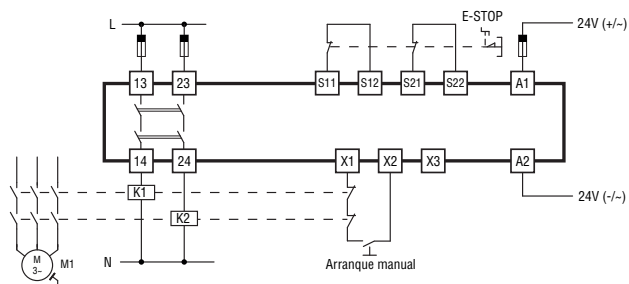 E-STOP
L
24V (+/~)
13
23
S11
S12
S21
S22
A1
14
24
X1
X2
X3
A2
K1
24V (-/~)
K2
M
3~
M1
N
Arranque manual